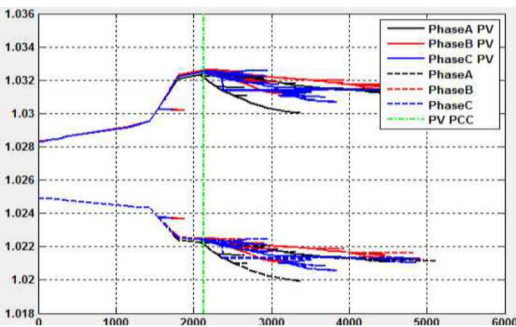 1.036
1.034
1.032
1.03
1.028
1.026
1.024
1.022
1.02
1.018
0
1000
2000
3000
4000
5000
6000
PhaseA PV
PhaseB PV
PhaseC PV
PhaseA
PhaseB
PhaseC
PV PCC